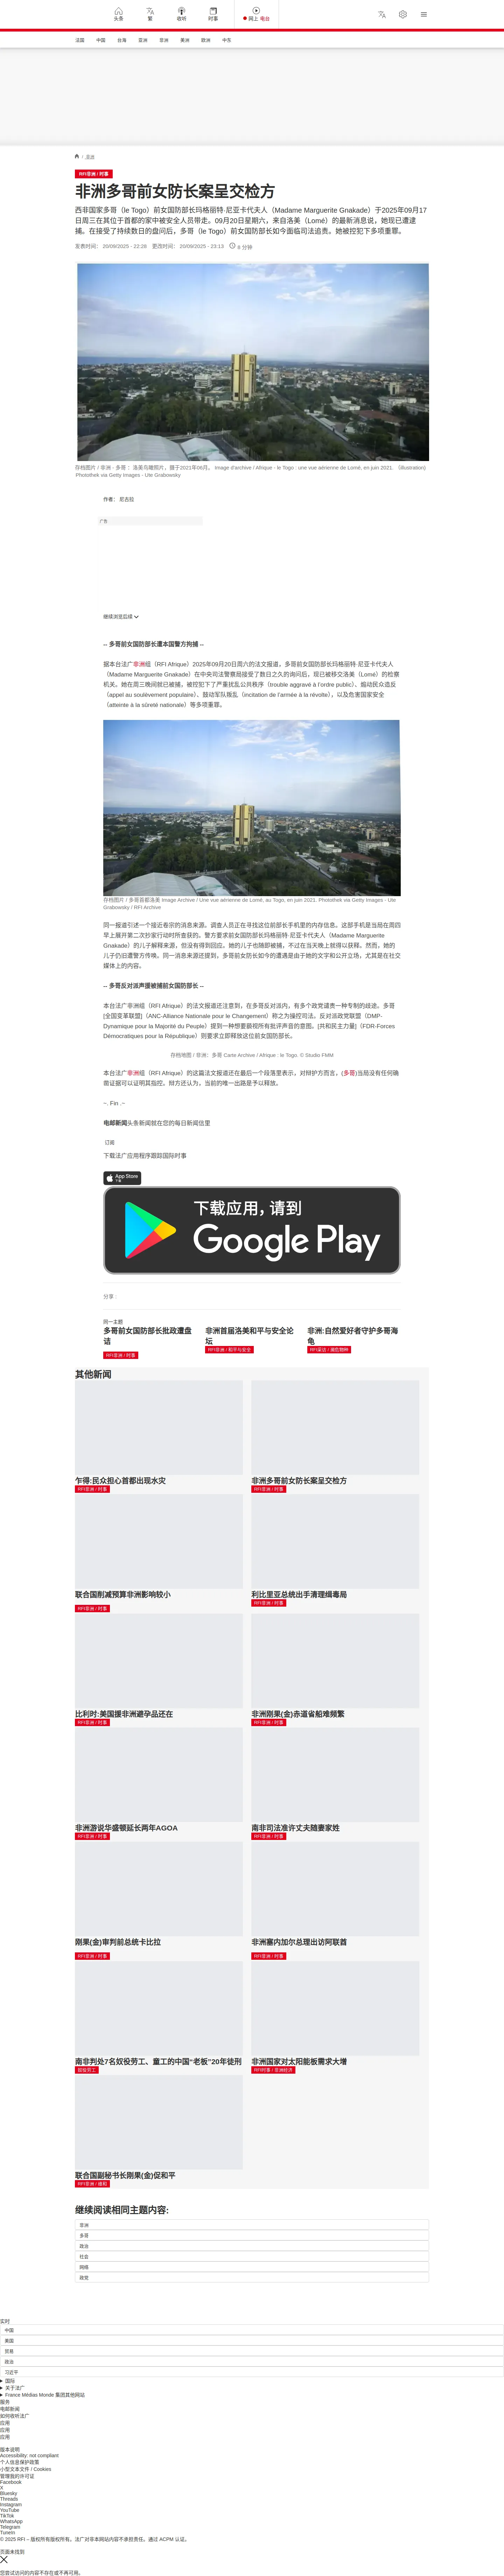 头条
繁
收听
时事
网上 电台
法国
中国
台海
亚洲
非洲
美洲
欧洲
中东
/ 非洲
RFI非洲 / 时事
非洲多哥前女防长案呈交检方
西非国家多哥（le Togo）前女国防部长玛格丽特·尼亚卡代夫人（Madame Marguerite Gnakade）于2025年09月17
日周三在其位于首都的家中被安全人员带走。09月20日星期六，来自洛美（Lomé）的最新消息说，她现已遭逮
捕。在接受了持续数日的盘问后，多哥（le Togo）前女国防部长如今面临司法追责。她被控犯下多项重罪。
发表时间： 20/09/2025 - 22:28 更改时间： 20/09/2025 - 23:13
存档图片 / 非洲 - 多哥： 洛美鸟瞰照片，摄于2021年06月。 Image d'archive / Afrique - le Togo : une vue aérienne de Lomé, en juin 2021. （illustration）
Photothek via Getty Images - Ute Grabowsky
作者： 尼古拉
广告
继续浏览后续
-- 多哥前女国防部长遭本国警方拘捕 --
据本台法广非洲组（RFI Afrique）2025年09月20日周六的法文报道，多哥前女国防部长玛格丽特·尼亚卡代夫人
（Madame Marguerite Gnakade）在中央司法警察局接受了数日之久的询问后，现已被移交洛美（Lomé）的检察
机关。她在周三晚间就已被捕，被控犯下了严重扰乱公共秩序（trouble aggravé à l'ordre public）、煽动民众造反
（appel au soulèvement populaire）、鼓动军队叛乱（incitation de l'armée à la révolte），以及危害国家安全
（atteinte à la sûreté nationale）等多项重罪。
存档图片 / 多哥首都洛美 Image Archive / Une vue aérienne de Lomé, au Togo, en juin 2021. Photothek via Getty Images - Ute
Grabowsky / RFI Archive
同一报道引述一个接近卷宗的消息来源。调查人员正在寻找这位前部长手机里的内存信息。这部手机是当局在周四
早上展开第二次抄家行动时所查获的。警方要求前女国防部长玛格丽特·尼亚卡代夫人（Madame Marguerite
Gnakade）的儿子解释来源，但没有得到回应。她的儿子也随即被捕，不过在当天晚上就得以获释。然而，她的
儿子仍旧遭警方传唤。同一消息来源还提到，多哥前女防长如今的遭遇是由于她的文字和公开立场，尤其是在社交
媒体上的内容。
-- 多哥反对派声援被捕前女国防部长 --
本台法广非洲组（RFI Afrique）的法文报道还注意到，在多哥反对派内，有多个政党谴责一种专制的歧途。多哥
[全国变革联盟]（ANC-Alliance Nationale pour le Changement）称之为操控司法。反对派政党联盟（DMP-
Dynamique pour la Majorité du Peuple）提到一种想要藐视所有批评声音的意图。[共和民主力量]（FDR-Forces
Démocratiques pour la République）则要求立即释放这位前女国防部长。
存档地图 / 非洲：多哥 Carte Archive / Afrique : le Togo. © Studio FMM
本台法广非洲组（RFI Afrique）的这篇法文报道还在最后一个段落里表示，对辩护方而言，(多哥)当局没有任何确
凿证据可以证明其指控。辩方还认为，当前的唯一出路是予以释放。
~. Fin .~
电邮新闻头条新闻就在您的每日新闻信里
订阅
下载法广应用程序跟踪国际时事
App Store
下载
下载应用，请到
Google Play
分享 :
同一主题
多哥前女国防部长批政遭盘
诘
RFI非洲 / 时事
非洲首届洛美和平与安全论
坛
RFI非洲 / 和平与安全
非洲:自然爱好者守护多哥海
龟
RFI采访 / 濒危物种
其他新闻
乍得:民众担心首都出现水灾
RFI非洲 / 时事
非洲多哥前女防长案呈交检方
RFI非洲 / 时事
联合国削减预算非洲影响较小
RFI非洲 / 时事
利比里亚总统出手清理缉毒局
RFI非洲 / 时事
比利时:美国援非洲避孕品还在
RFI非洲 / 时事
非洲刚果(金)赤道省船难频繁
RFI非洲 / 时事
非洲游说华盛顿延长两年AGOA
RFI非洲 / 时事
南非司法准许丈夫随妻家姓
RFI非洲 / 时事
刚果(金)审判前总统卡比拉
RFI非洲 / 时事
非洲塞内加尔总理出访阿联酋
RFI非洲 / 时事
南非判处7名奴役劳工、童工的中国"老板"20年徒刑
奴役劳工
非洲国家对太阳能板需求大增
RFI时事 / 非洲经济
联合国副秘书长刚果(金)促和平
RFI非洲 / 维和
继续阅读相同主题内容:
非洲
多哥
政治
社会
网络
政党
实时
中国
美国
贸易
政治
习近平
国际
关于法广
France Médias Monde 集团其他网站
服务
电邮新闻
如何收听法广
应用
应用
应用
版本说明
Accessibility: not compliant
个人信息保护政策
小型文本文件 / Cookies
管理我的许可证
Facebook
X
Bluesky
Threads
Instagram
YouTube
TikTok
WhatsApp
Telegram
TuneIn
© 2025 RFI – 版权所有版权所有。法广对非本网站内容不承担责任。通过 ACPM 认证。
页面未找到
您尝试访问的内容不存在或不再可用。